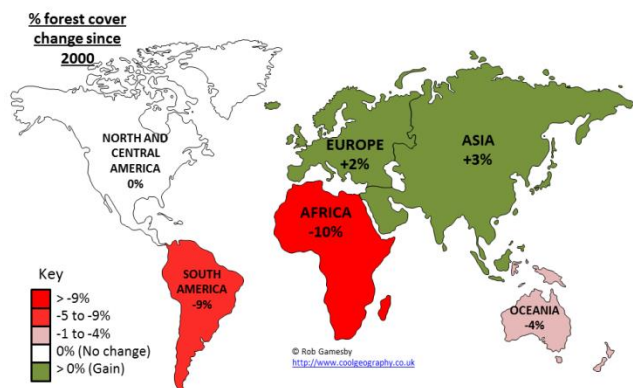 % forest cover
change since
2000
NORTH AND
CENTRAL
AMERICA
0%
EUROPE
+2%
ASIA
+3%
AFRICA
-10%
SOUTH
AMERICA
-9%
OCEANIA
-4%
Key
> -9%
-5 to -9%
-1 to -4%
0% (No change)
> 0% (Gain)
© Rob Gamesby
http://www.coolgeography.co.uk